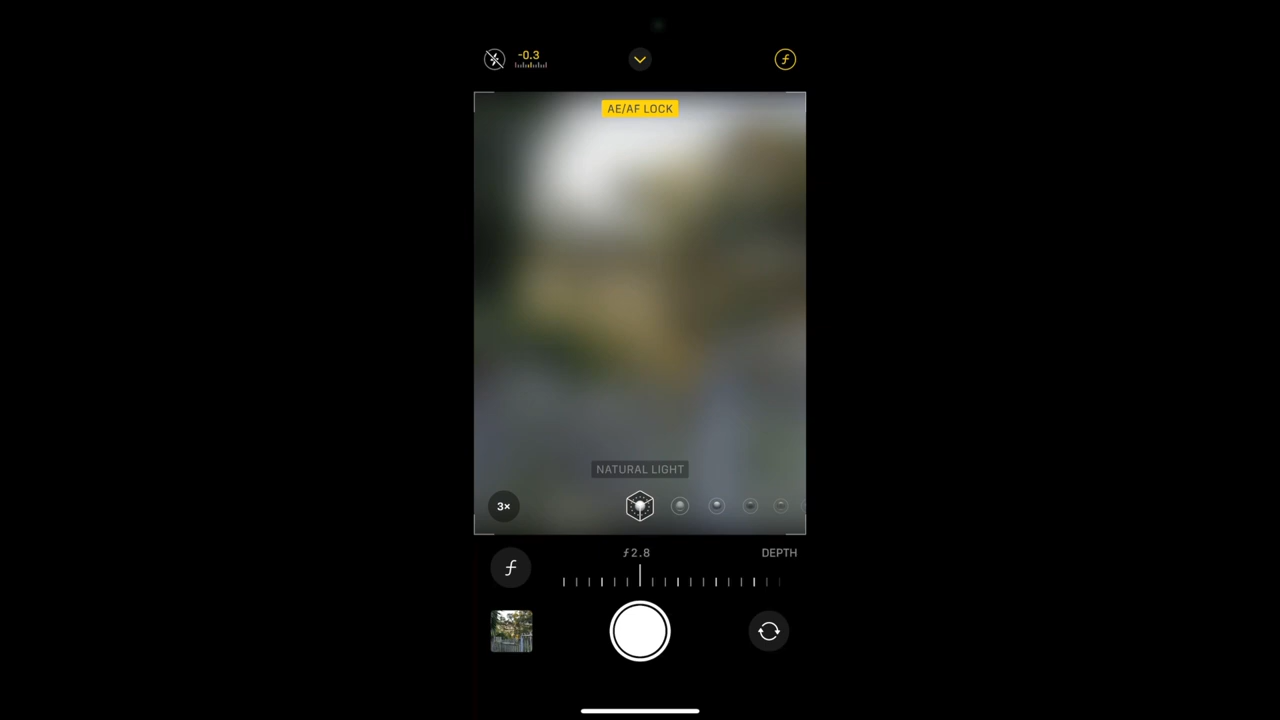 -0.3
ƒ
AE/AF LOCK
NATURAL LIGHT
3×
ƒ2.8
DEPTH
ƒ